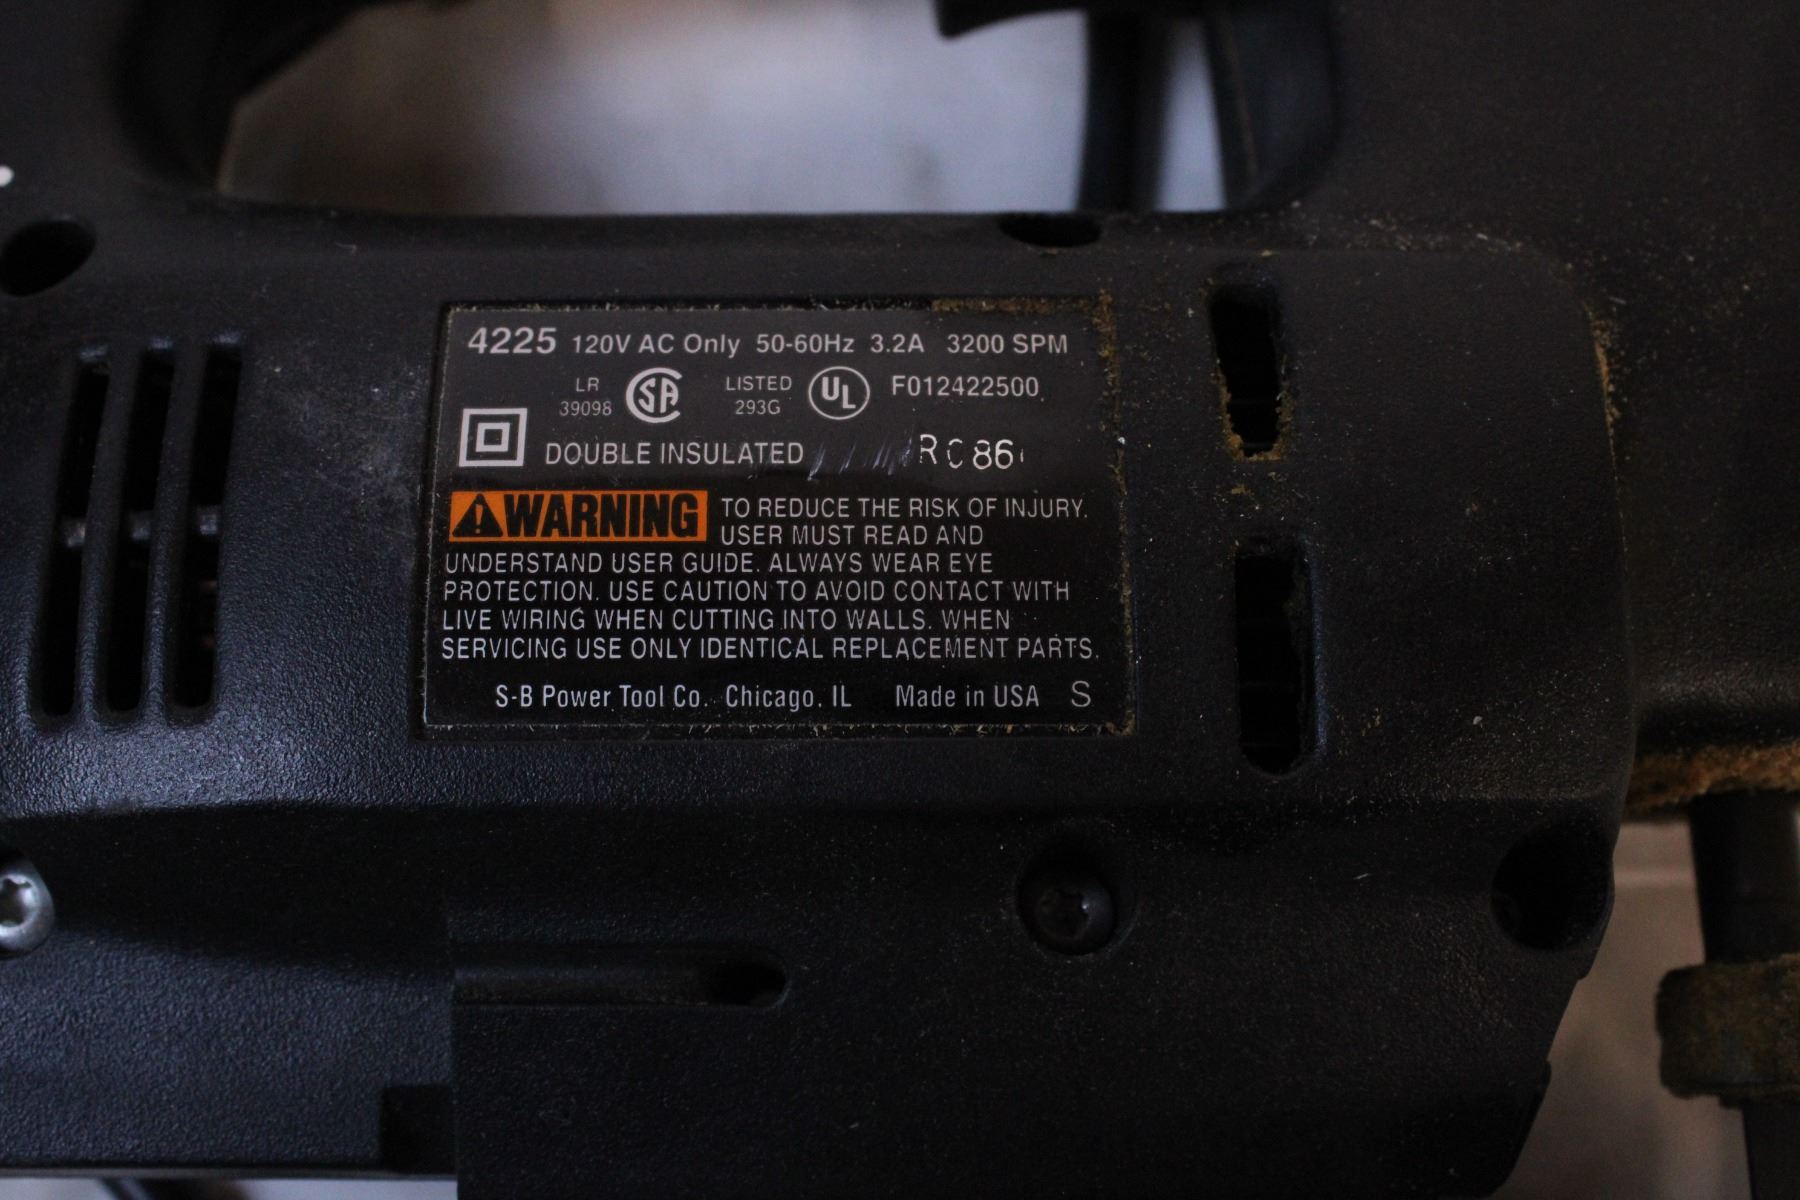 4225 120V AC Only 50-60Hz 3.2A 3200 SPM
LR 39098 SA LISTED 293G UL F012422500
DOUBLE INSULATED RC86
WARNING TO REDUCE THE RISK OF INJURY.
USER MUST READ AND
UNDERSTAND USER GUIDE. ALWAYS WEAR EYE
PROTECTION. USE CAUTION TO AVOID CONTACT WITH
LIVE WIRING WHEN CUTTING INTO WALLS. WHEN
SERVICING USE ONLY IDENTICAL REPLACEMENT PARTS.
S-B Power Tool Co. Chicago. IL Made in USA S